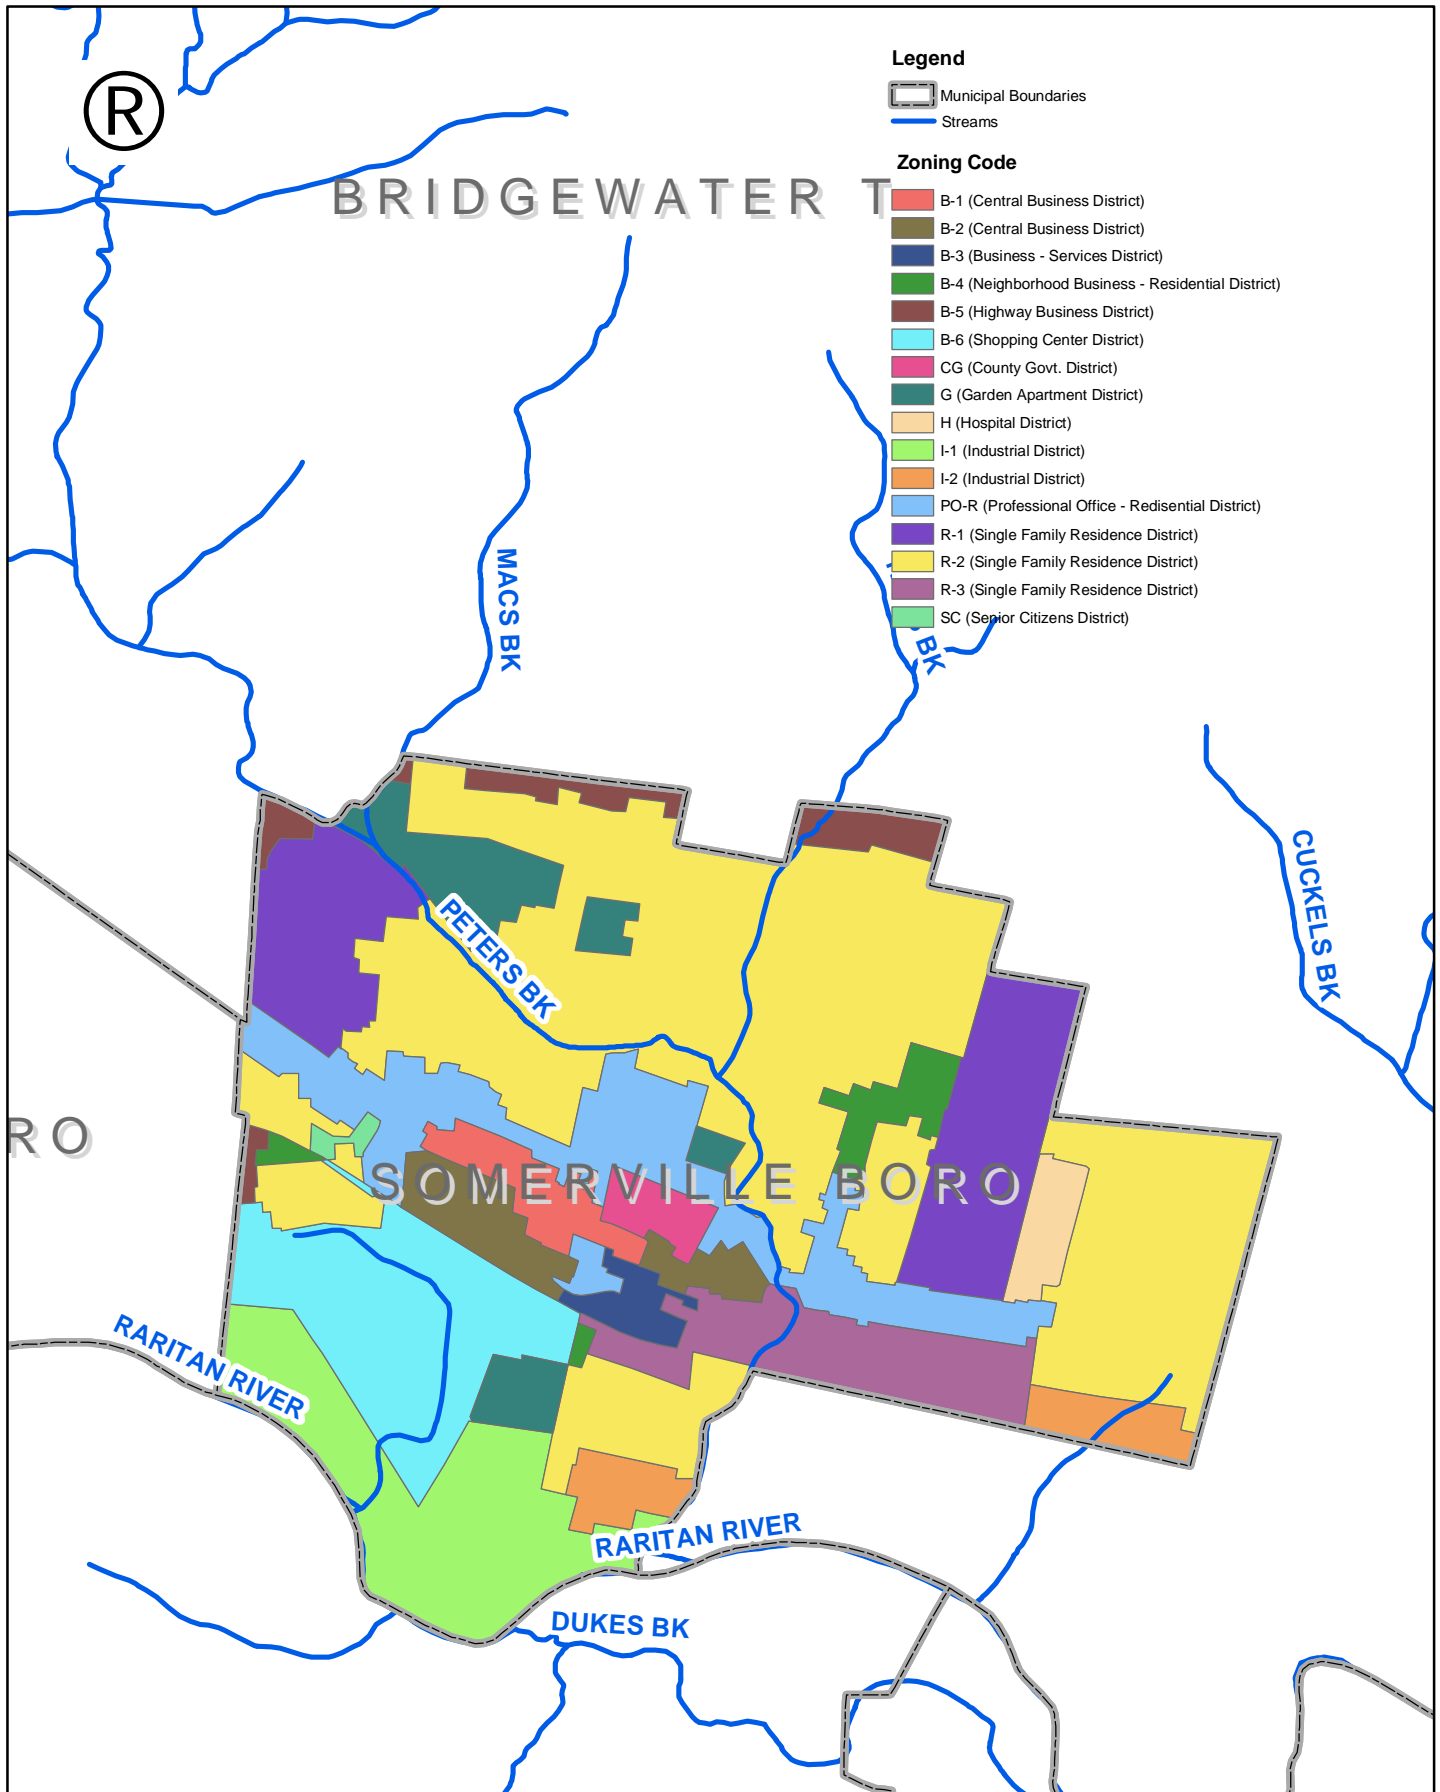 Legend
Municipal Boundaries
Streams
®
Zoning Code
BRIDGEWATER T
B-1 (Central Business District)
B-2 (Central Business District)
B-3 (Business - Services District)
B-4 (Neighborhood Business - Residential District)
B-5 (Highway Business District)
B-6 (Shopping Center District)
CG (County Govt. District)
G (Garden Apartment District)
H (Hospital District)
I-1 (Industrial District)
I-2 (Industrial District)
PO-R (Professional Office - Redisential District)
R-1 (Single Family Residence District)
R-2 (Single Family Residence District)
R-3 (Single Family Residence District)
SC (Senior Citizens District)
MACS BK
BK
CUCKELS BK
PETERS BK
RO
SOMERVILLE BORO
RARITAN RIVER
RARITAN RIVER
DUKES BK